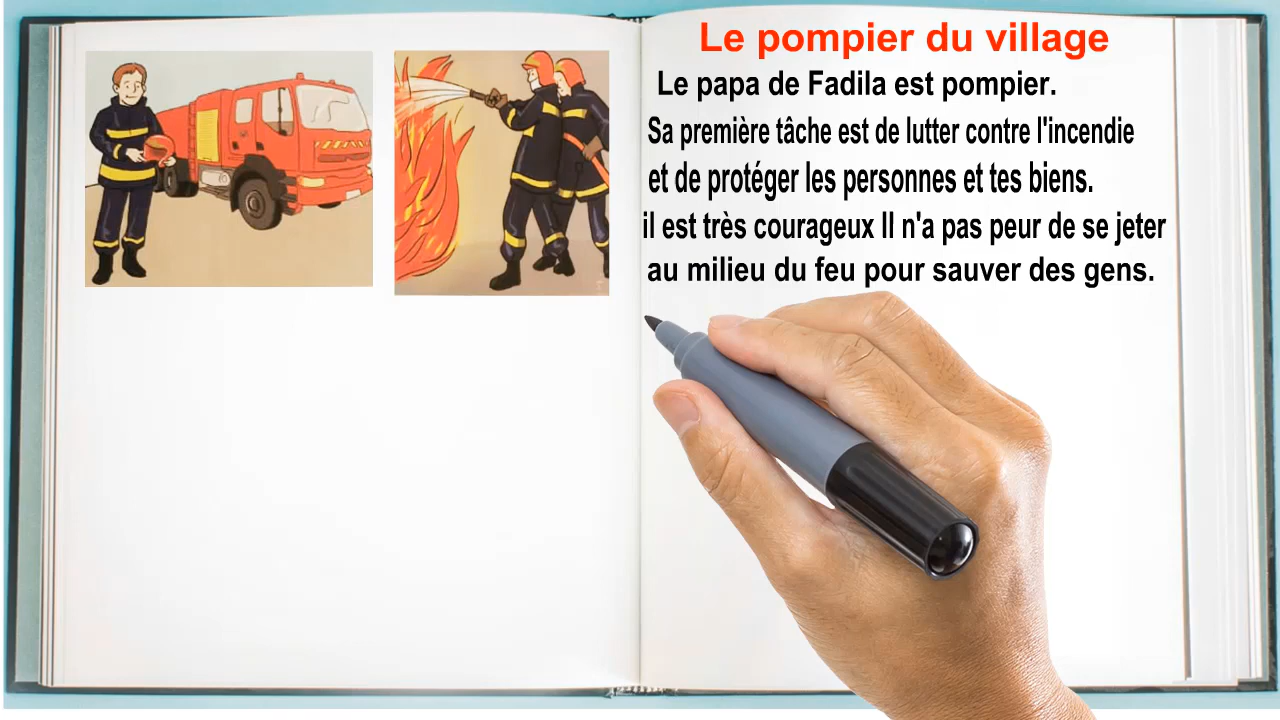 Le pompier du village
Le papa de Fadila est pompier.
Sa première tâche est de lutter contre l'incendie
et de protéger les personnes et tes biens.
il est très courageux Il n'a pas peur de se jeter
au milieu du feu pour sauver des gens.